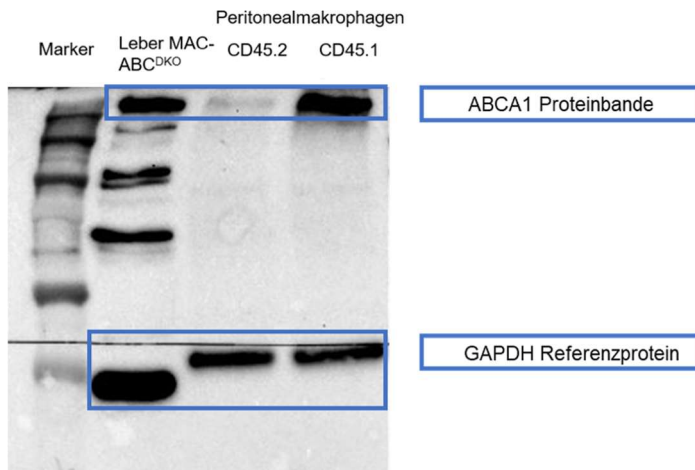 Peritonealmakrophagen
Marker
Leber MAC-
ABCᴰᴷᴼ
CD45.2
CD45.1
ABCA1 Proteinbande
GAPDH Referenzprotein